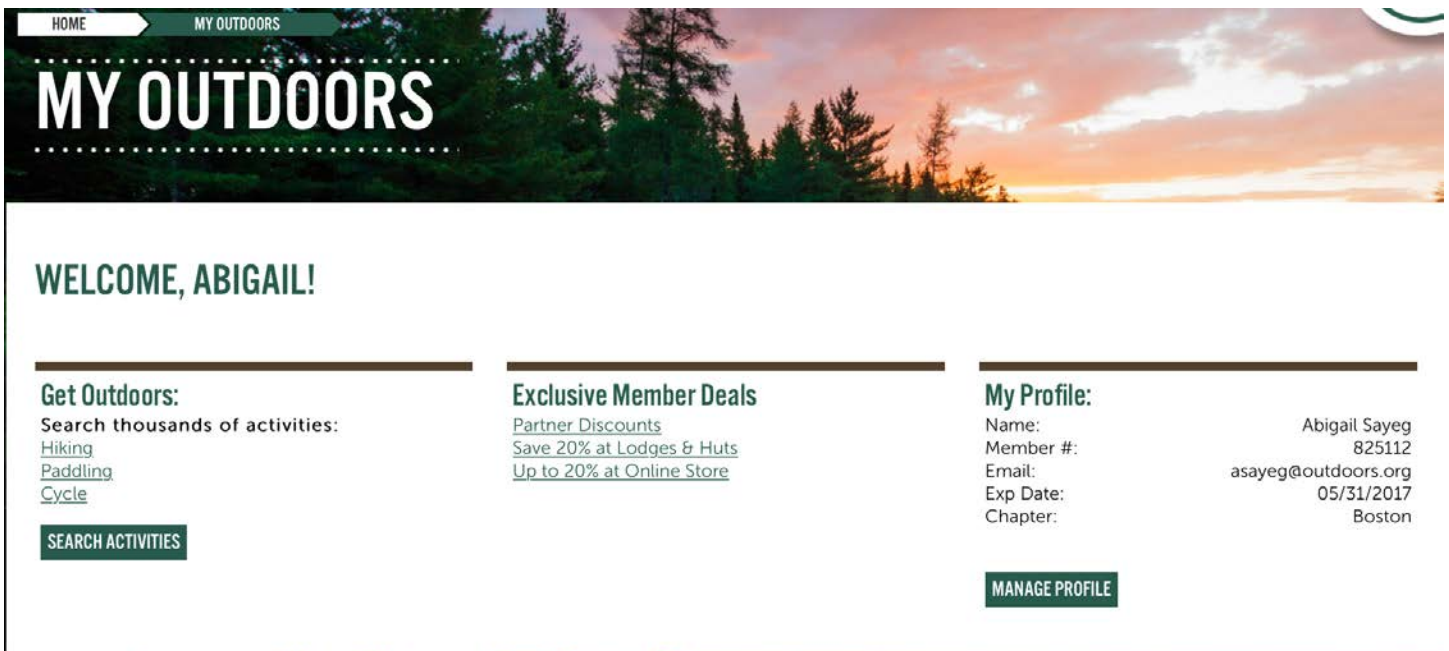 HOME
MY OUTDOORS
MY OUTDOORS
WELCOME, ABIGAIL!
Get Outdoors:
Search thousands of activities:
Hiking
Paddling
Cycle
SEARCH ACTIVITIES
Exclusive Member Deals
Partner Discounts
Save 20% at Lodges & Huts
Up to 20% at Online Store
My Profile:
Name: Abigail Sayeg
Member #: 825112
Email: asayeg@outdoors.org
Exp Date: 05/31/2017
Chapter: Boston
MANAGE PROFILE